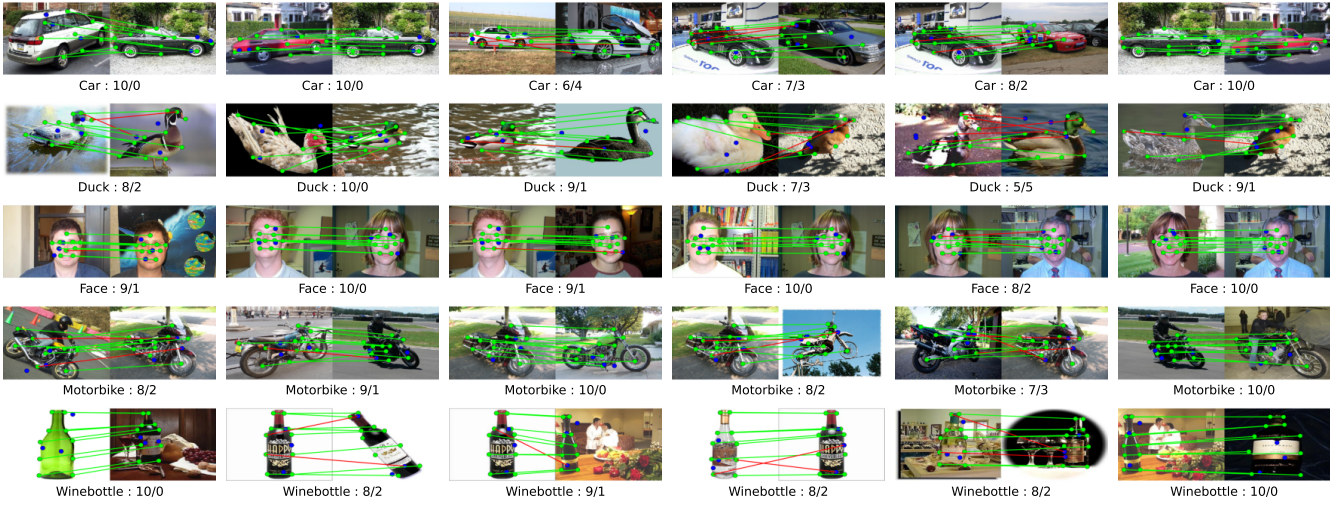 Car : 10/0
Car : 10/0
Car : 6/4
Car : 7/3
Car : 8/2
Car : 10/0
Duck : 8/2
Duck : 10/0
Duck : 9/1
Duck : 7/3
Duck : 5/5
Duck : 9/1
Face : 9/1
Face : 10/0
Face : 9/1
Face : 10/0
Face : 8/2
Face : 10/0
Motorbike : 8/2
Motorbike : 9/1
Motorbike : 10/0
Motorbike : 8/2
Motorbike : 7/3
Motorbike : 10/0
HAPPY
HAPPY
HAPPY
Winebottle : 10/0
Winebottle : 8/2
Winebottle : 9/1
Winebottle : 8/2
Winebottle : 8/2
Winebottle : 10/0